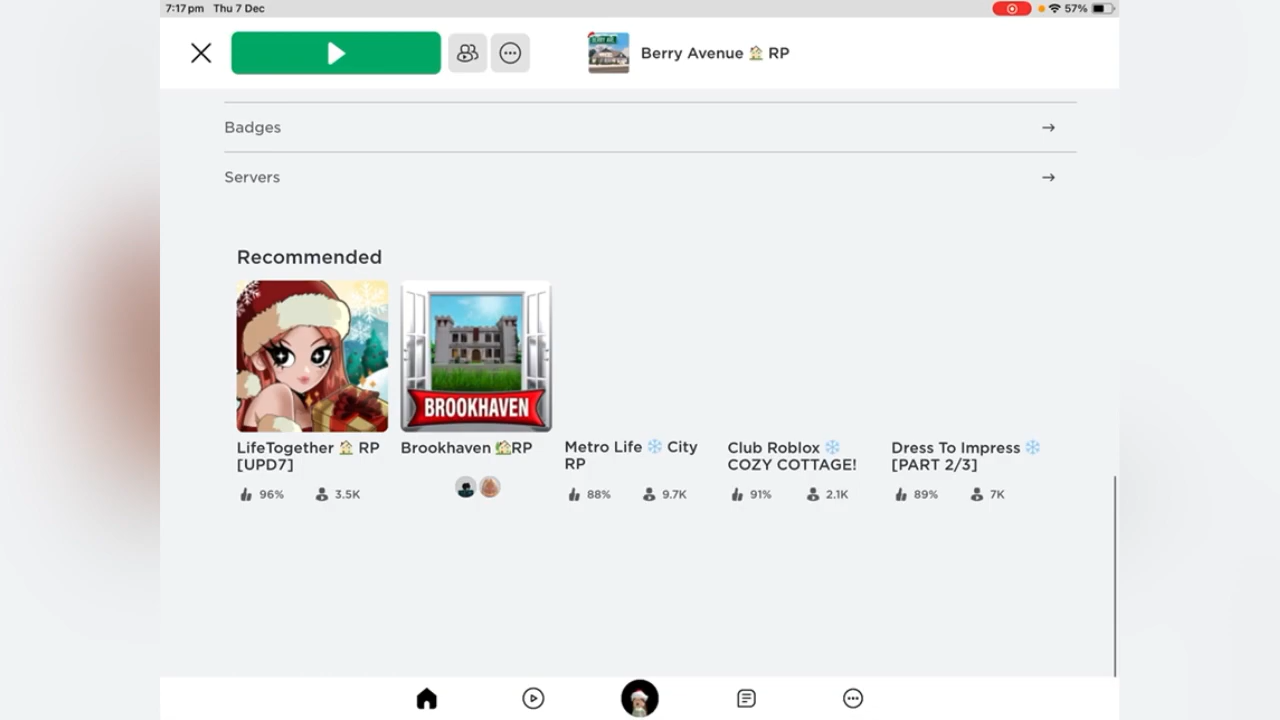 7:17 pm Thu 7 Dec
57%
Berry Avenue 🏠 RP
Badges
Servers
Recommended
BROOKHAVEN
LifeTogether 🏠 RP
[UPD7]
96% 3.5K
Brookhaven 🏡RP
Metro Life ❄️ City
RP
88% 9.7K
Club Roblox ❄️
COZY COTTAGE!
91% 2.1K
Dress To Impress ❄️
[PART 2/3]
89% 7K